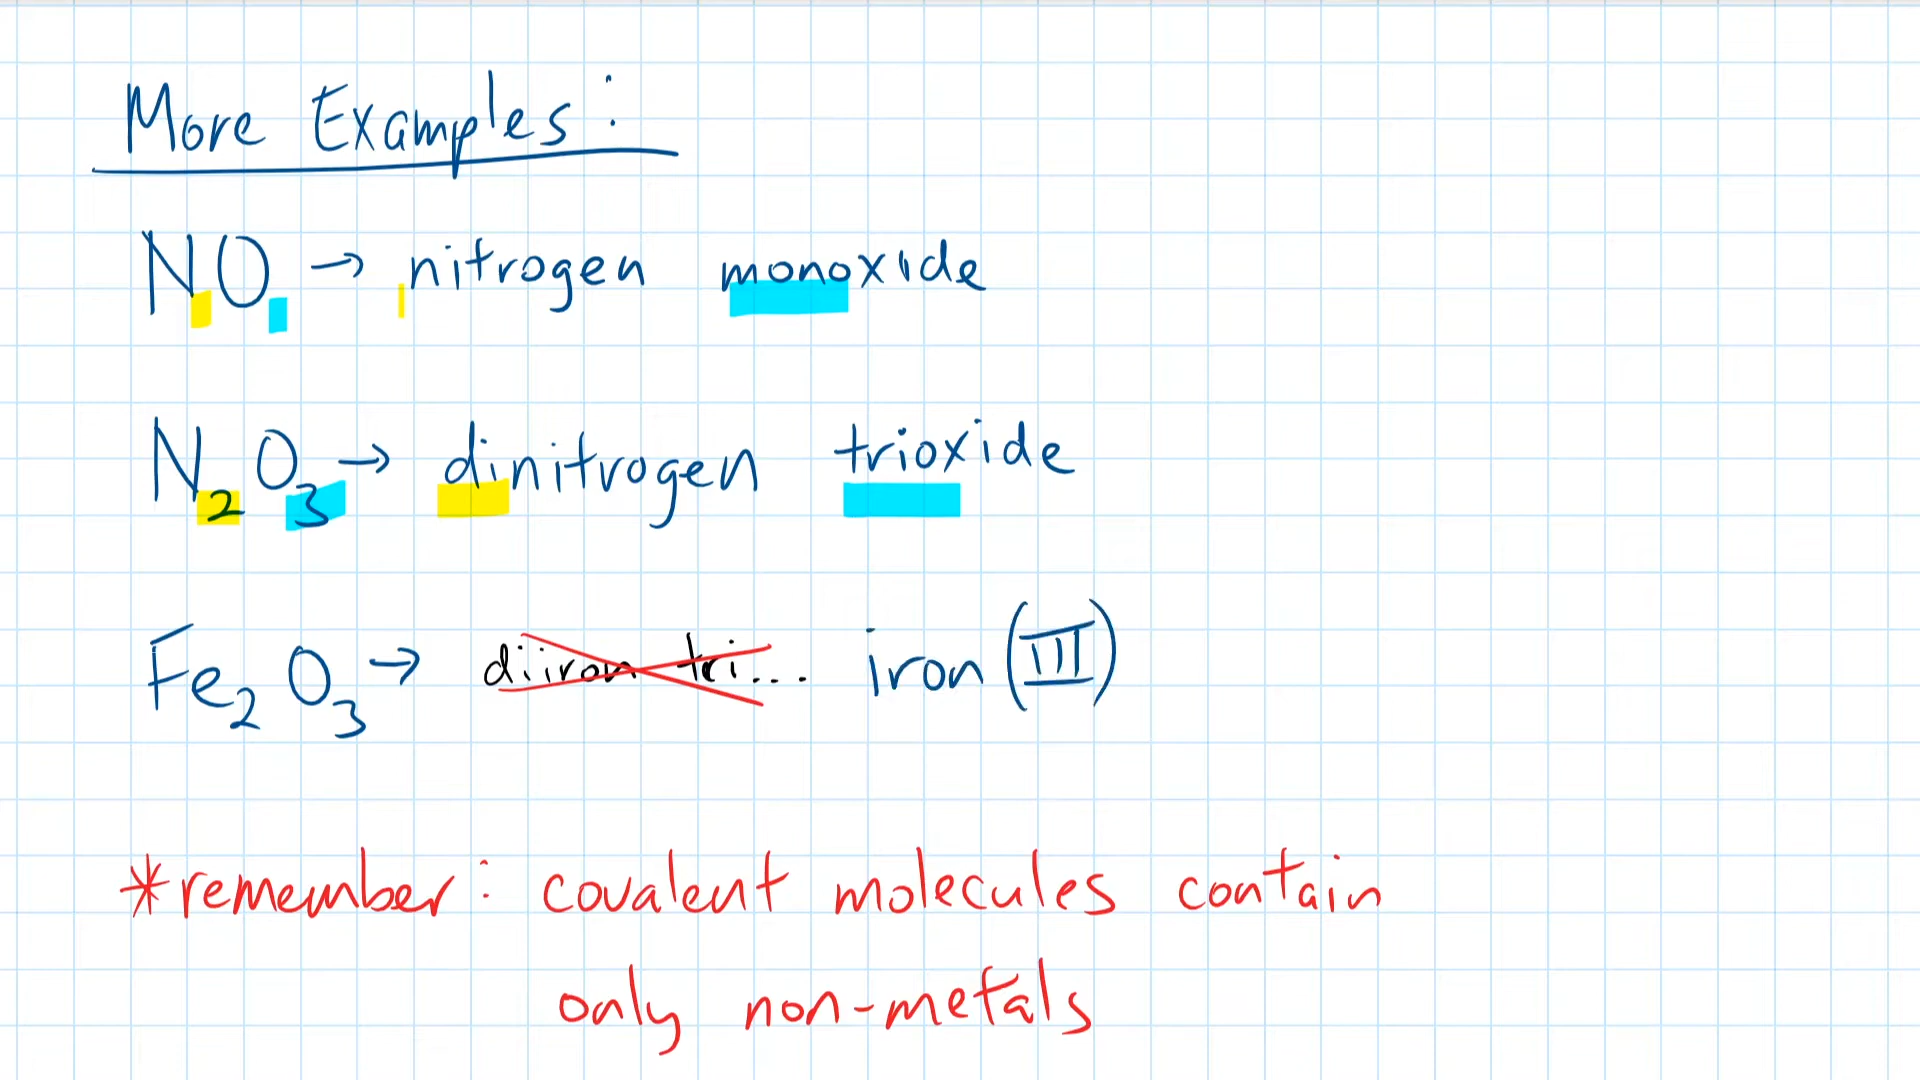 More Examples:
NO → nitrogen monoxide
N₂O₃ → dinitrogen trioxide
Fe₂O₃ → diiron tri... iron (III)
*remember: covalent molecules contain
only non-metals